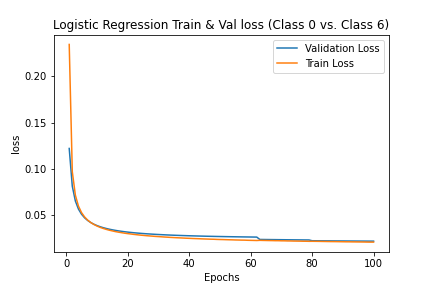 Logistic Regression Train & Val loss (Class 0 vs. Class 6)
Validation Loss
Train Loss
loss
0.20
0.15
0.10
0.05
0 20 40 60 80 100
Epochs